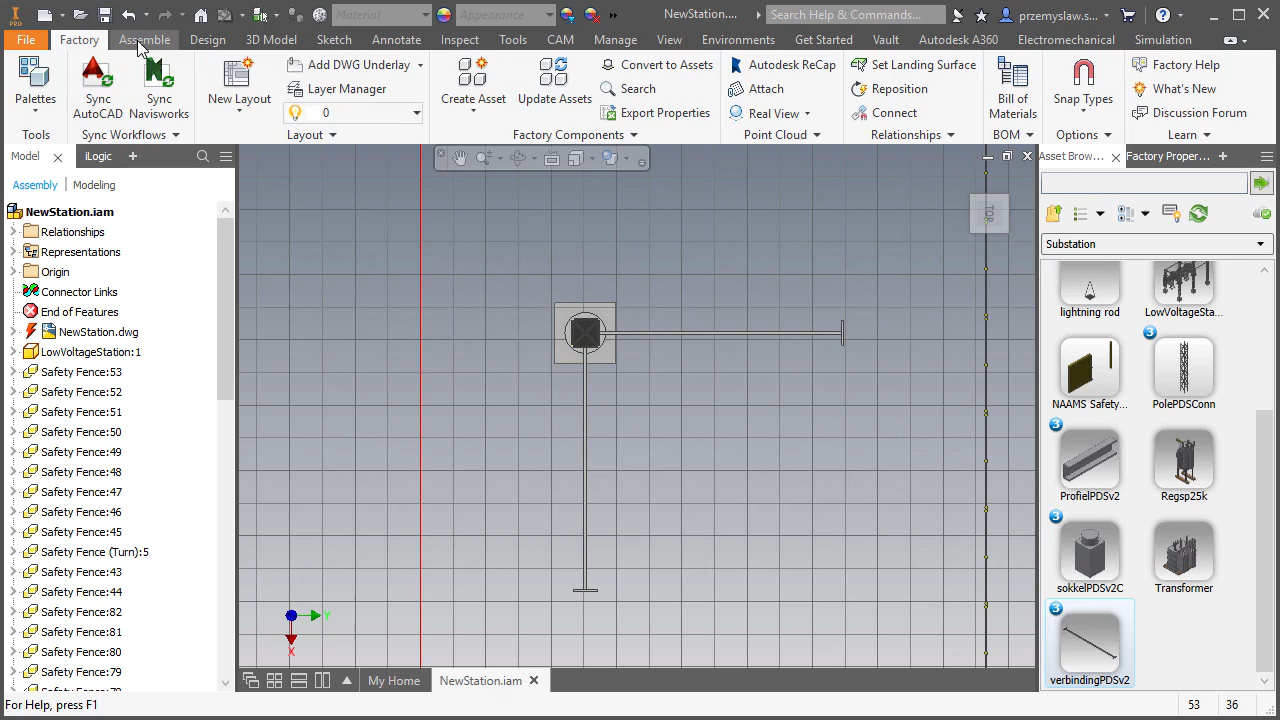 PRO
Material
Appearance
NewStation....
Search Help & Commands...
przemyslaw.s...
File
Factory
Assemble
Design
3D Model
Sketch
Annotate
Inspect
Tools
CAM
Manage
View
Environments
Get Started
Vault
Autodesk A360
Electromechanical
Simulation
Palettes
Sync AutoCAD
Sync Navisworks
New Layout
Add DWG Underlay
Layer Manager
0
Create Asset
Update Assets
Convert to Assets
Search
Export Properties
Autodesk ReCap
Attach
Real View
Set Landing Surface
Reposition
Connect
Bill of Materials
Snap Types
Factory Help
What's New
Discussion Forum
Tools
Sync Workflows
Layout
Factory Components
Point Cloud
Relationships
BOM
Options
Learn
Model
iLogic
Assembly
Modeling
NewStation.iam
Relationships
Representations
Origin
Connector Links
End of Features
NewStation.dwg
LowVoltageStation:1
Safety Fence:53
Safety Fence:52
Safety Fence:51
Safety Fence:50
Safety Fence:49
Safety Fence:48
Safety Fence:47
Safety Fence:46
Safety Fence:45
Safety Fence (Turn):5
Safety Fence:43
Safety Fence:44
Safety Fence:82
Safety Fence:81
Safety Fence:80
Safety Fence:79
TOP
Y
X
My Home
NewStation.iam
Asset Brow...
Factory Proper...
Substation
lightning rod
LowVoltageSta...
3
NAAMS Safety...
PolePDSConn
3
ProfielPDSv2
Regsp25k
3
sokkelPDSv2C
Transformer
3
verbindingPDSv2
For Help, press F1
53
36